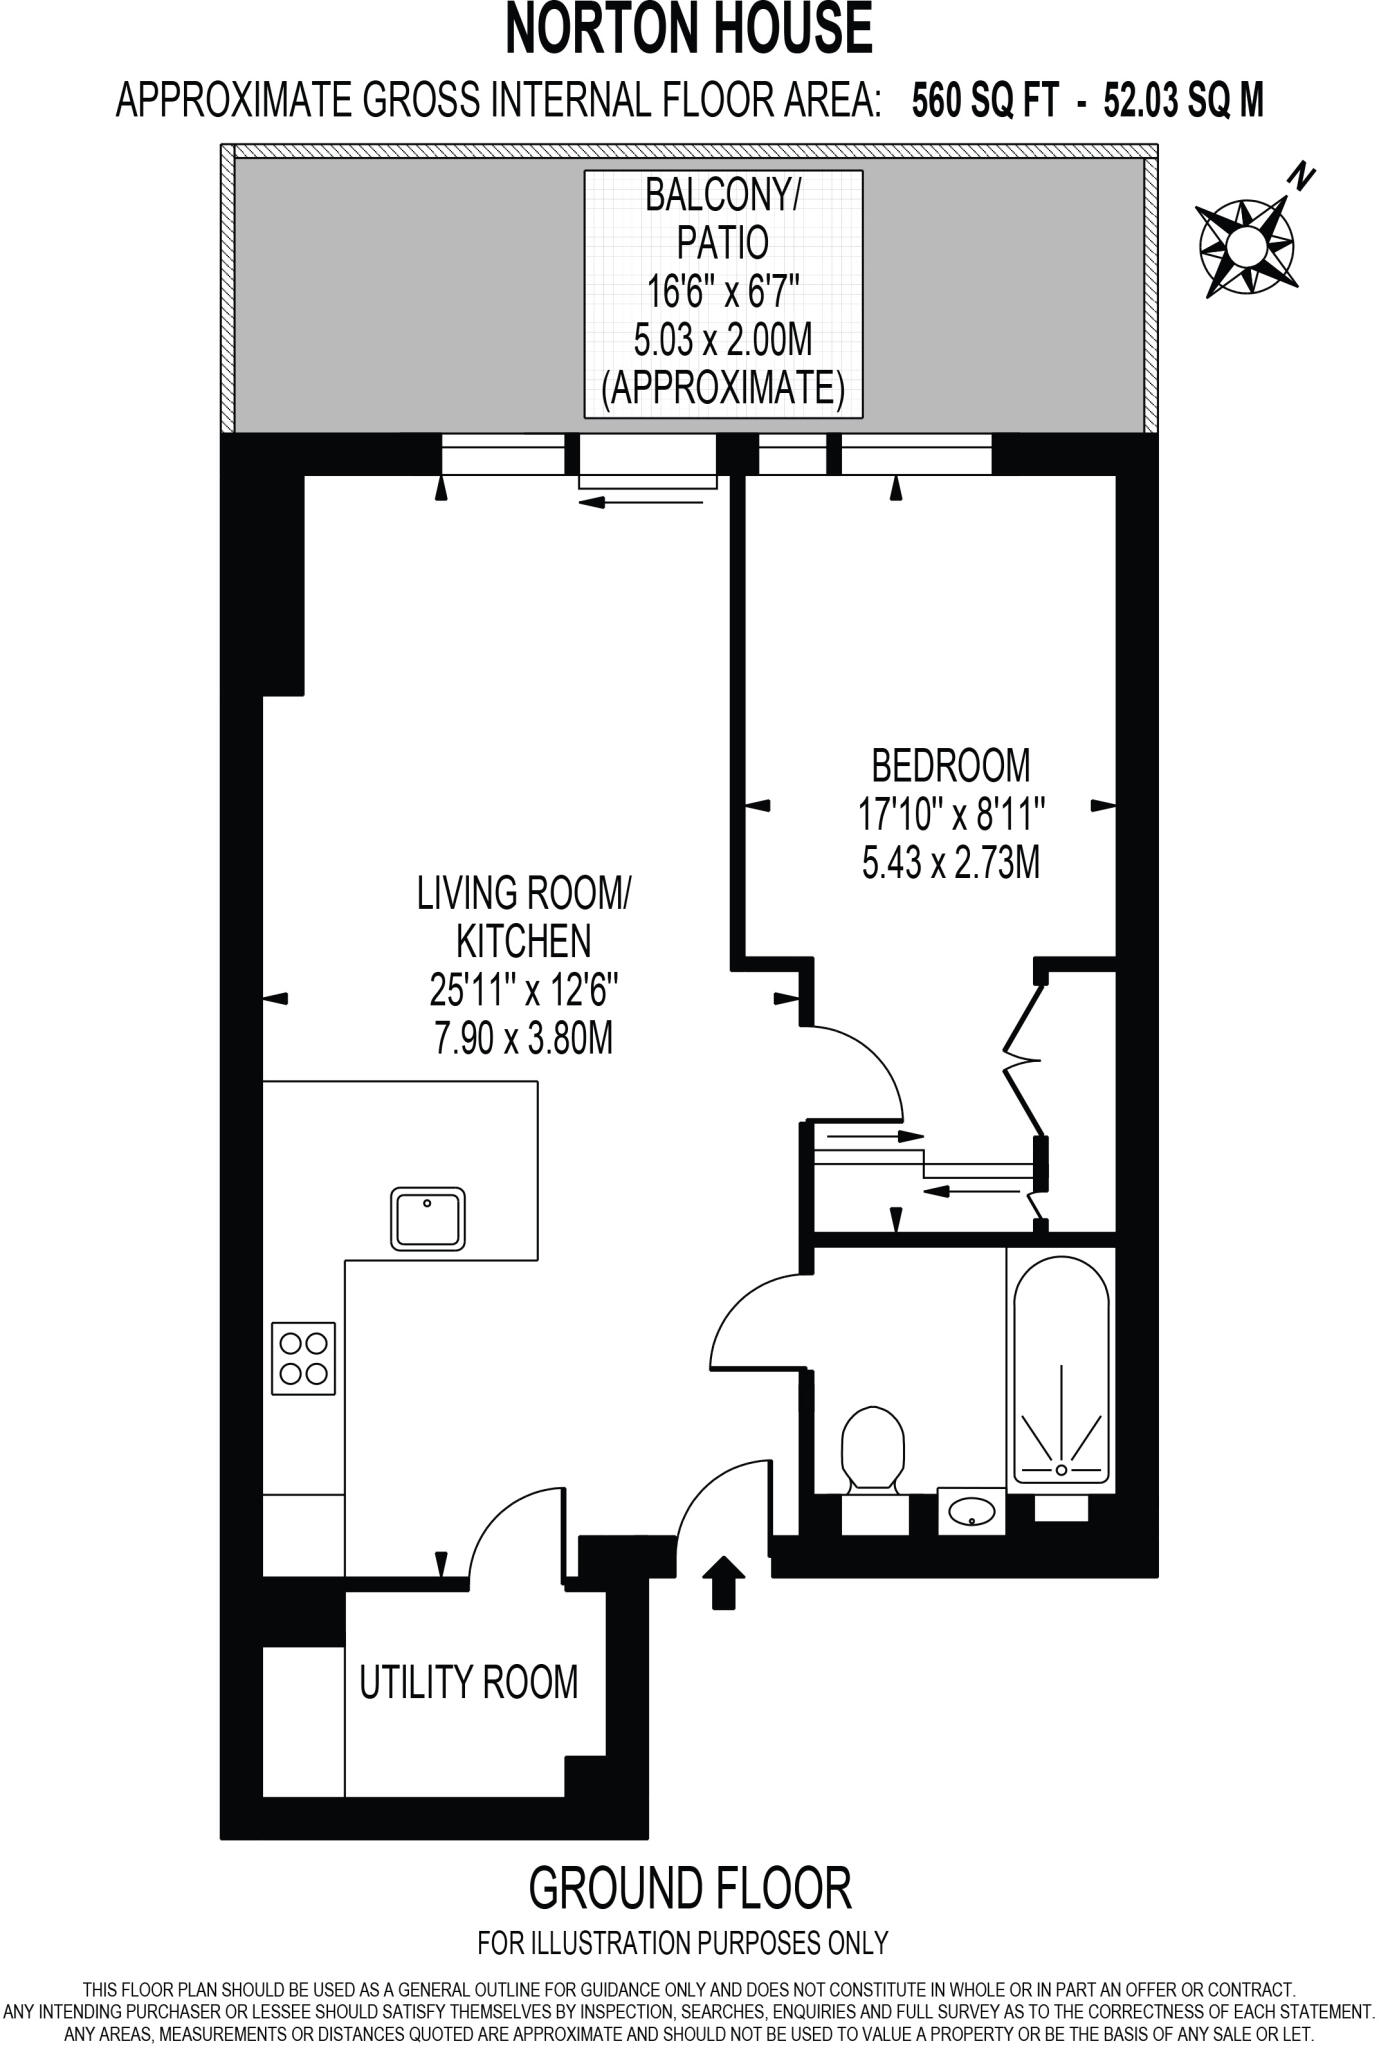 NORTON HOUSE
APPROXIMATE GROSS INTERNAL FLOOR AREA: 560 SQ FT - 52.03 SQ M
N
BALCONY/
PATIO
16'6" x 6'7"
5.03 x 2.00M
(APPROXIMATE)
BEDROOM
17'10" x 8'11"
5.43 x 2.73M
LIVING ROOM/
KITCHEN
25'11" x 12'6"
7.90 x 3.80M
UTILITY ROOM
GROUND FLOOR
FOR ILLUSTRATION PURPOSES ONLY
THIS FLOOR PLAN SHOULD BE USED AS A GENERAL OUTLINE FOR GUIDANCE ONLY AND DOES NOT CONSTITUTE IN WHOLE OR IN PART AN OFFER OR CONTRACT.
ANY INTENDING PURCHASER OR LESSEE SHOULD SATISFY THEMSELVES BY INSPECTION, SEARCHES, ENQUIRIES AND FULL SURVEY AS TO THE CORRECTNESS OF EACH STATEMENT.
ANY AREAS, MEASUREMENTS OR DISTANCES QUOTED ARE APPROXIMATE AND SHOULD NOT BE USED TO VALUE A PROPERTY OR BE THE BASIS OF ANY SALE OR LET.